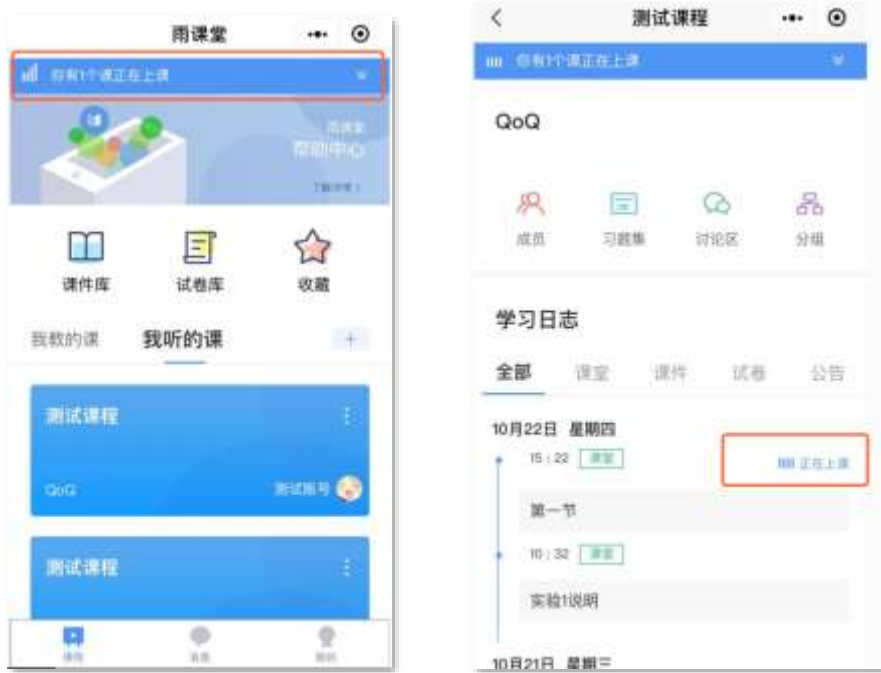 雨课堂
你有1个课正在上课
雨课堂
帮助中心
课件库
试卷库
收藏
我教的课
我听的课
+
测试课程
QoQ
测试账号
测试课程
课程
消息
测试课程
你有1个课正在上课
QoQ
成员
习题集
讨论区
分组
学习日志
全部
课堂
课件
试卷
公告
10月22日 星期四
15:22 课堂
正在上课
第一节
10:32 课堂
实验1说明
10月21日 星期三